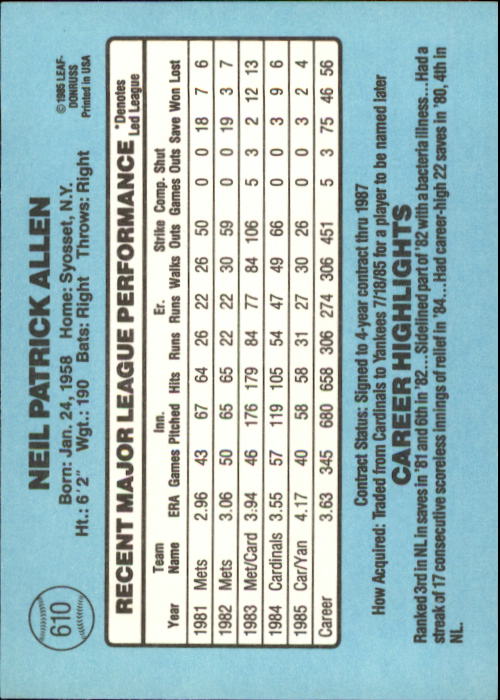 610
NEIL PATRICK ALLEN
Born: Jan. 24, 1958 Home: Syosset, N.Y.
Ht.: 6'2" Wgt.: 190 Bats: Right Throws: Right
©1985 LEAF-
DONRUSS
Printed in USA
RECENT MAJOR LEAGUE PERFORMANCE *Denotes
Led League
Team Inn. Er. Strike Comp. Shut
Year Name ERA Games Pitched Hits Runs Runs Walks Outs Games Outs Save Won Lost
1981 Mets 2.96 43 67 64 26 22 26 50 0 0 18 7 6
1982 Mets 3.06 50 65 65 22 22 30 59 0 0 19 3 7
1983 Met/Card 3.94 46 176 179 84 77 84 106 5 3 2 12 13
1984 Cardinals 3.55 57 119 105 54 47 49 66 0 0 3 9 6
1985 Car/Yan 4.17 40 58 58 31 27 30 26 0 0 3 2 4
Career 3.63 345 680 658 306 274 306 451 5 3 75 46 56
Contract Status: Signed to 4-year contract thru 1987
How Acquired: Traded from Cardinals to Yankees 7/18/85 for a player to be named later
CAREER HIGHLIGHTS
Ranked 3rd in NL in saves in '81 and 6th in '82... Sidelined part of '82 with a bacteria illness... Had a
streak of 17 consecutive scoreless innings of relief in '84... Had career-high 22 saves in '80, 4th in
NL.